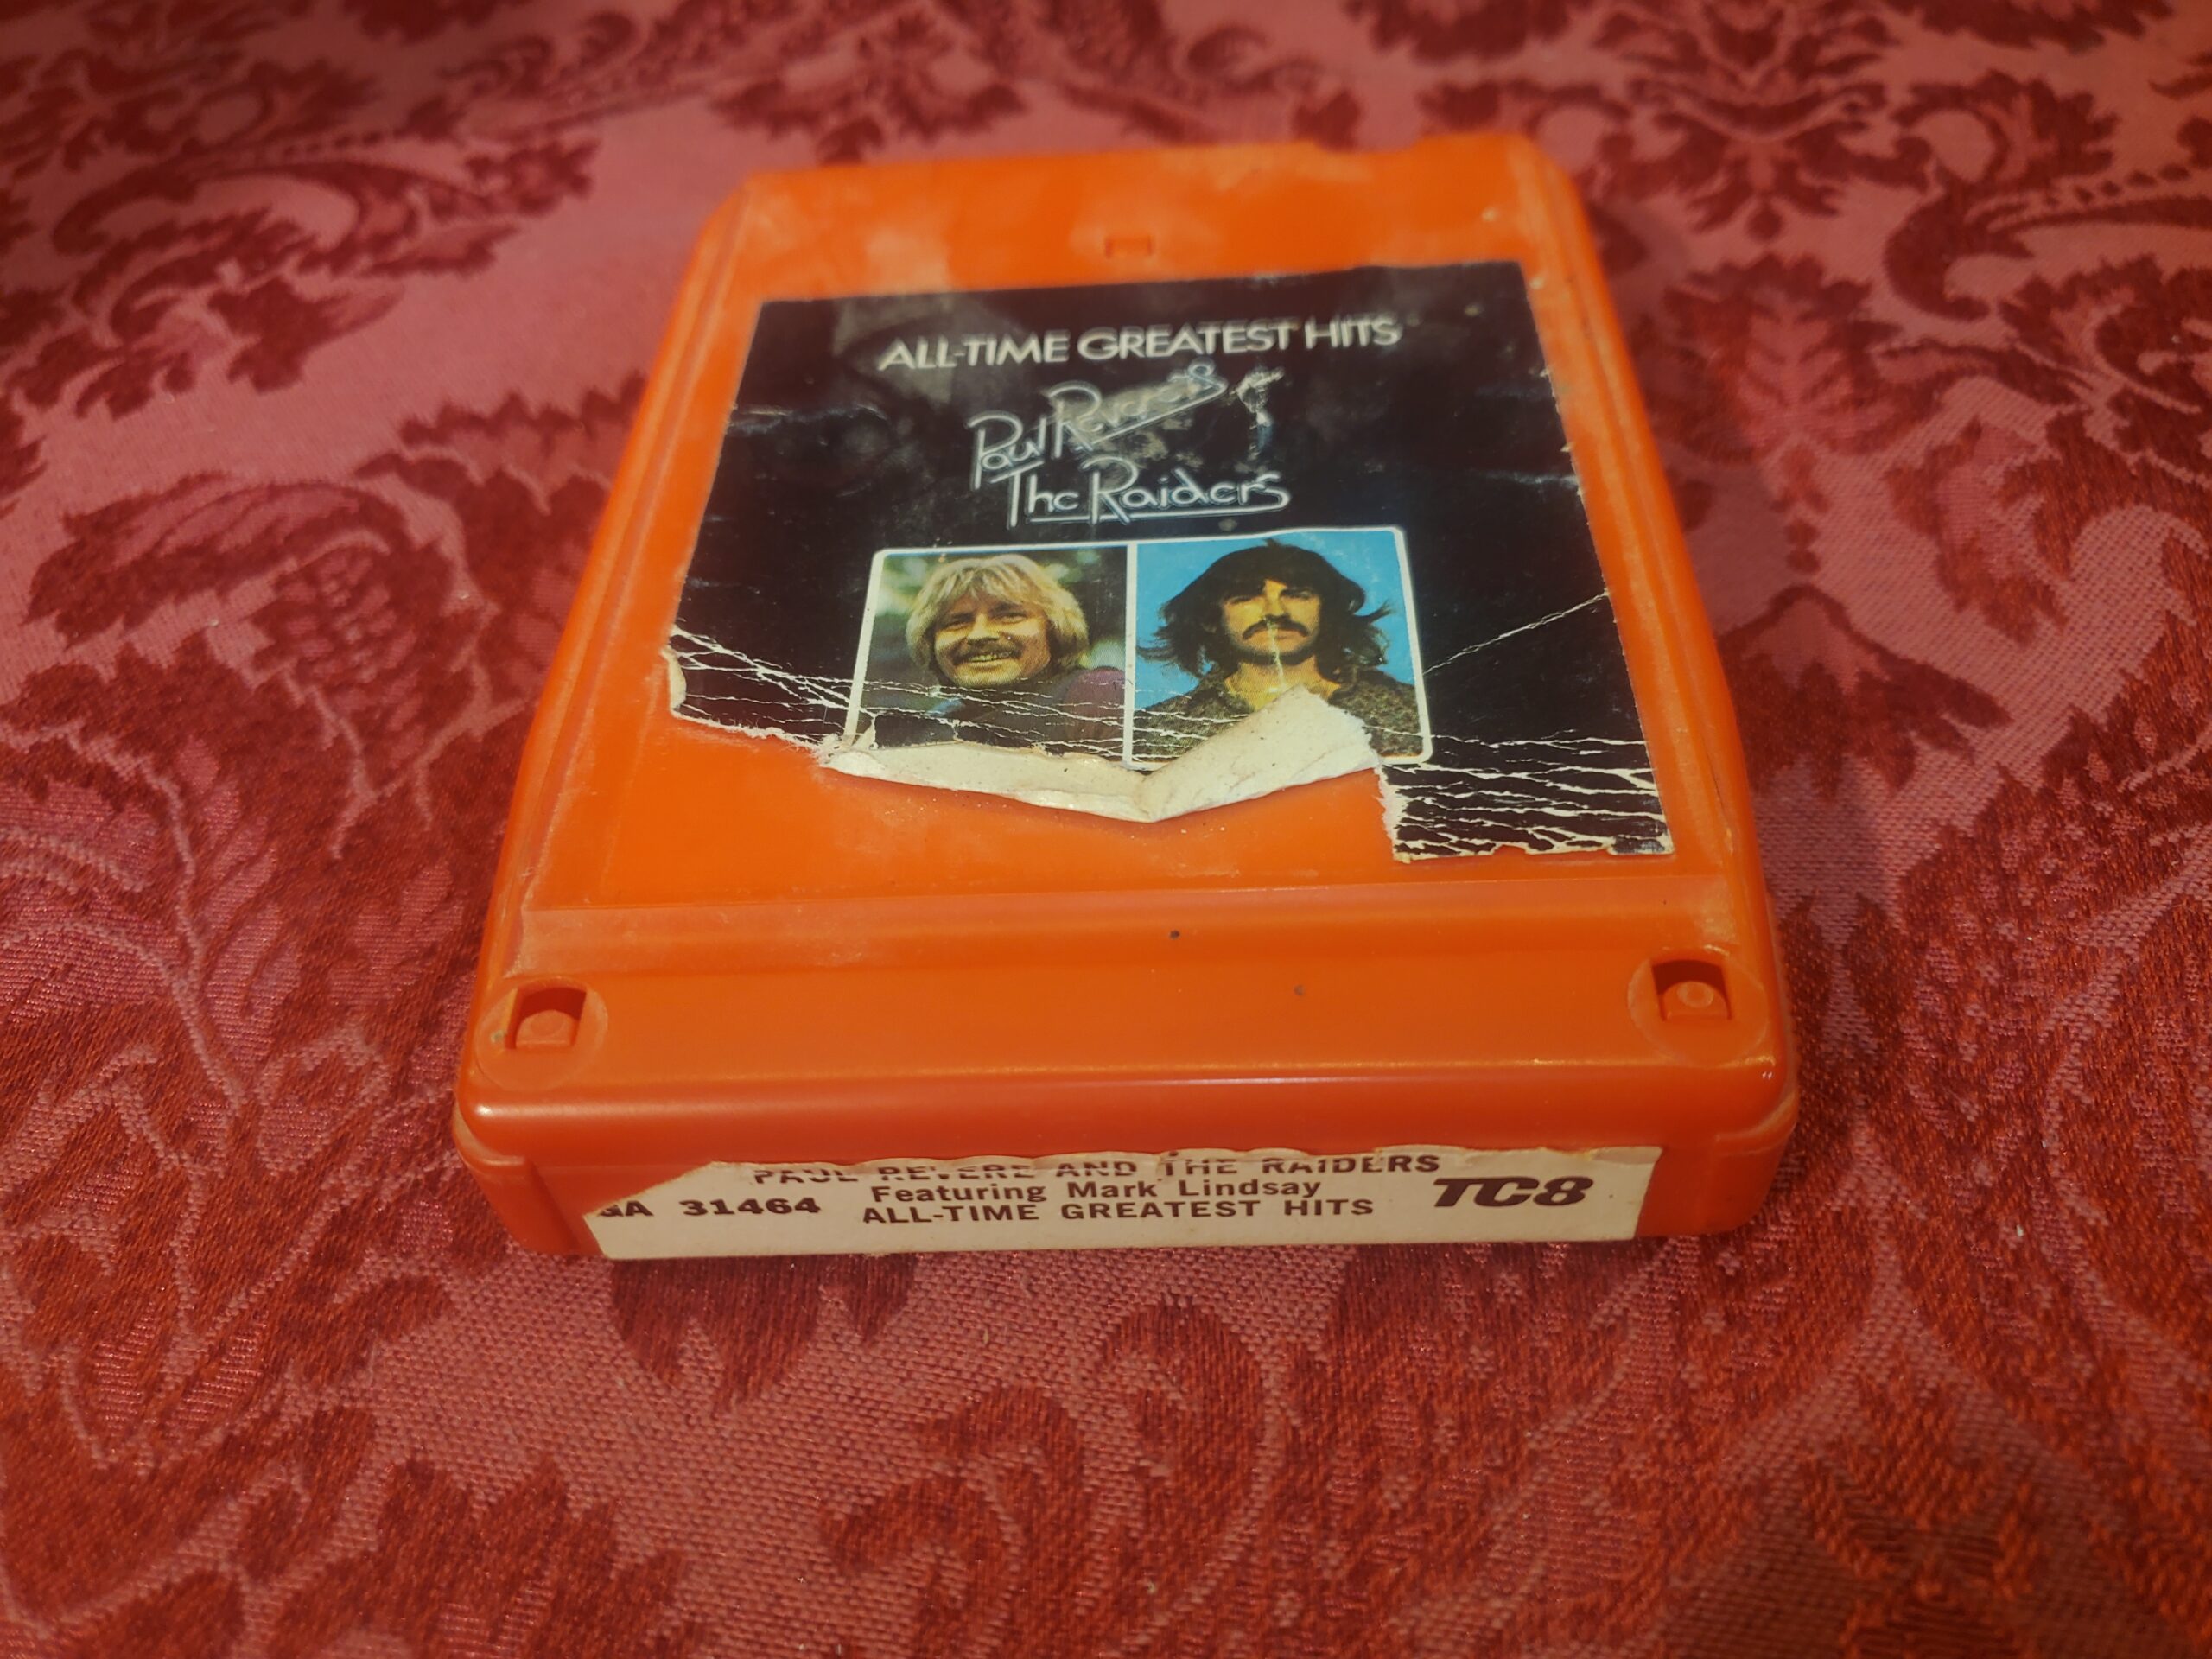 ALL-TIME GREATEST HITS
Paul Revere &
The Raiders
PAUL REVERE AND THE RAIDERS
GA 31464 Featuring Mark Lindsay TC8
ALL-TIME GREATEST HITS